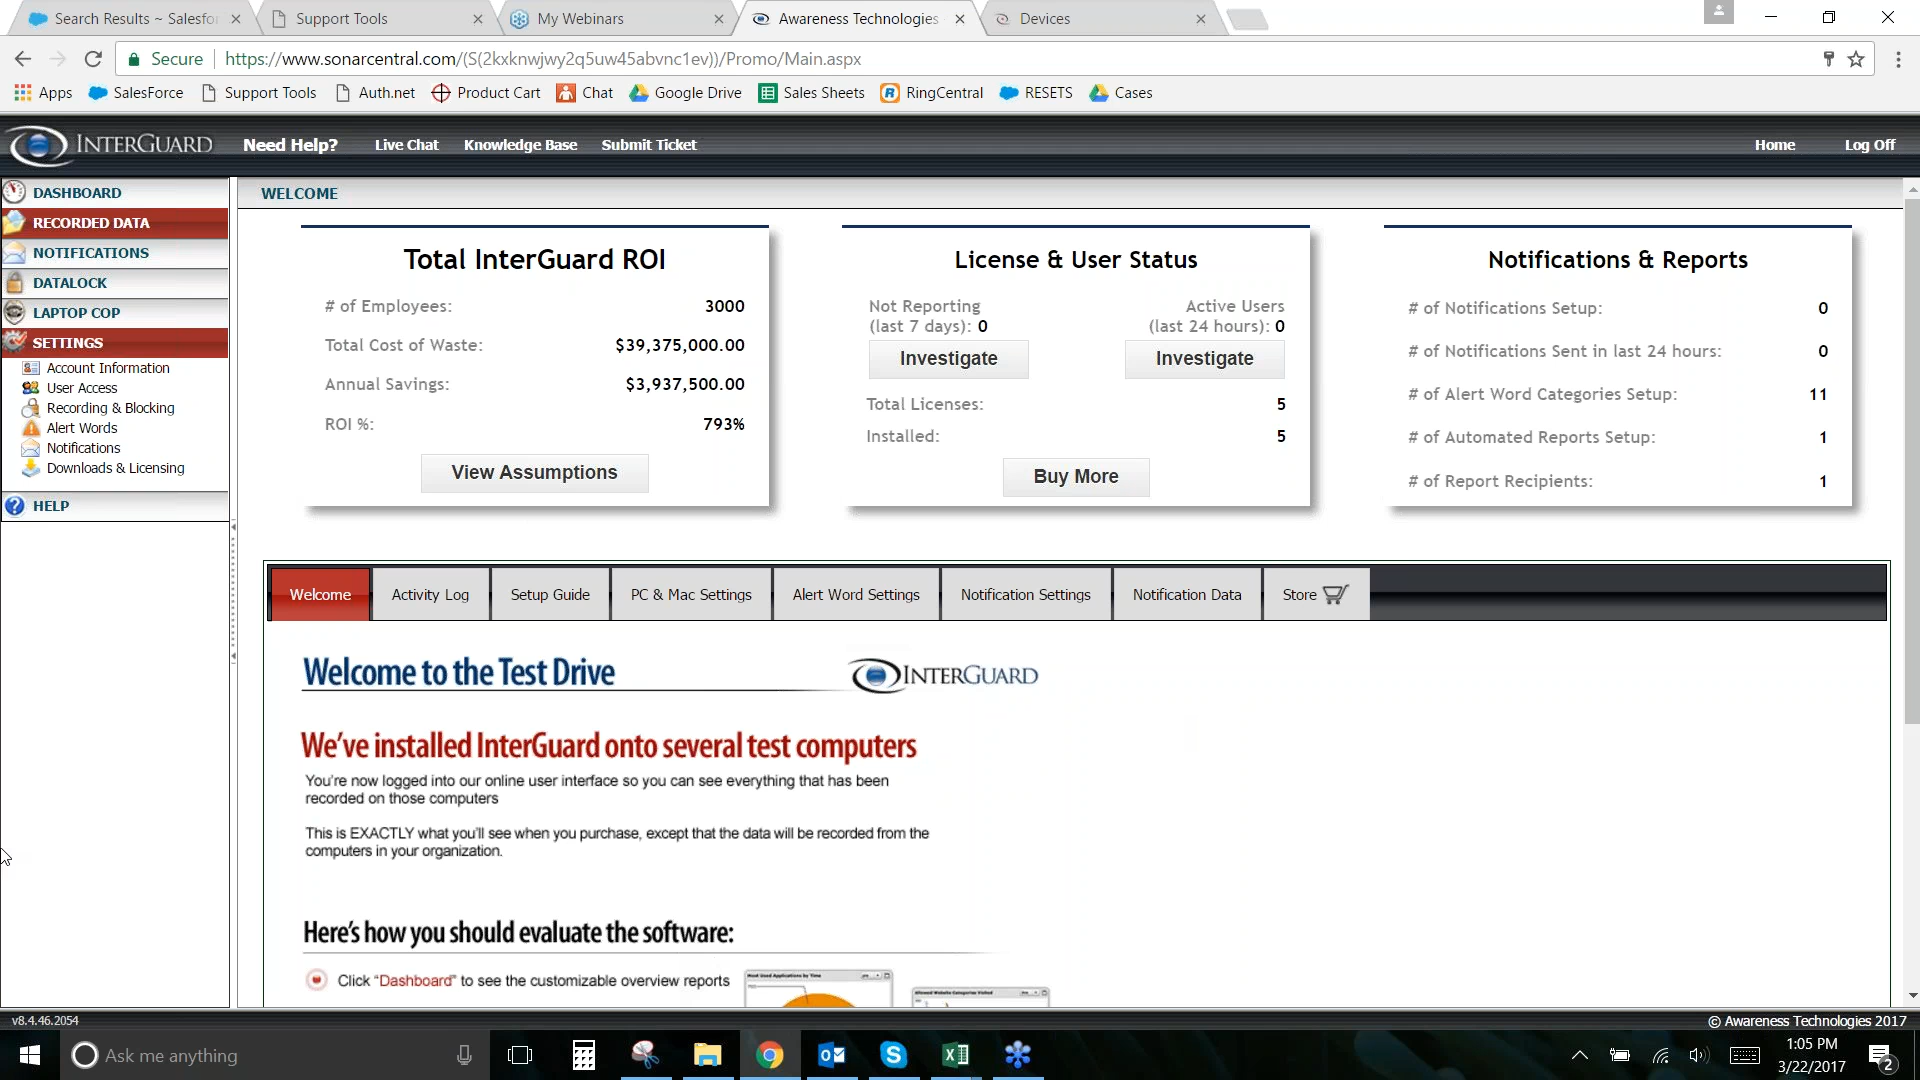 Search Results ~ Salesfor
Support Tools
My Webinars
Awareness Technologies
Devices
Secure
https://www.sonarcentral.com/(S(2kxknwjwy2q5uw45abvnc1ev))/Promo/Main.aspx
Apps SalesForce Support Tools Auth.net Product Cart Chat Google Drive Sales Sheets RingCentral RESETS Cases
INTERGUARD Need Help? Live Chat Knowledge Base Submit Ticket Home Log Off
DASHBOARD
RECORDED DATA
NOTIFICATIONS
DATALOCK
LAPTOP COP
SETTINGS
Account Information
User Access
Recording & Blocking
Alert Words
Notifications
Downloads & Licensing
HELP
WELCOME
Total InterGuard ROI
# of Employees: 3000
Total Cost of Waste: $39,375,000.00
Annual Savings: $3,937,500.00
ROI %: 793%
View Assumptions
License & User Status
Not Reporting Active Users
(last 7 days): 0 (last 24 hours): 0
Investigate Investigate
Total Licenses: 5
Installed: 5
Buy More
Notifications & Reports
# of Notifications Setup: 0
# of Notifications Sent in last 24 hours: 0
# of Alert Word Categories Setup: 11
# of Automated Reports Setup: 1
# of Report Recipients: 1
Welcome Activity Log Setup Guide PC & Mac Settings Alert Word Settings Notification Settings Notification Data Store
Welcome to the Test Drive INTERGUARD
We've installed InterGuard onto several test computers
You're now logged into our online user interface so you can see everything that has been
recorded on those computers
This is EXACTLY what you'll see when you purchase, except that the data will be recorded from the
computers in your organization.
Here's how you should evaluate the software:
Click "Dashboard" to see the customizable overview reports
Most Used Applications by Time
Allowed Website Categories Visited
v8.4.46.2054
© Awareness Technologies 2017
Ask me anything
1:05 PM
3/22/2017
2